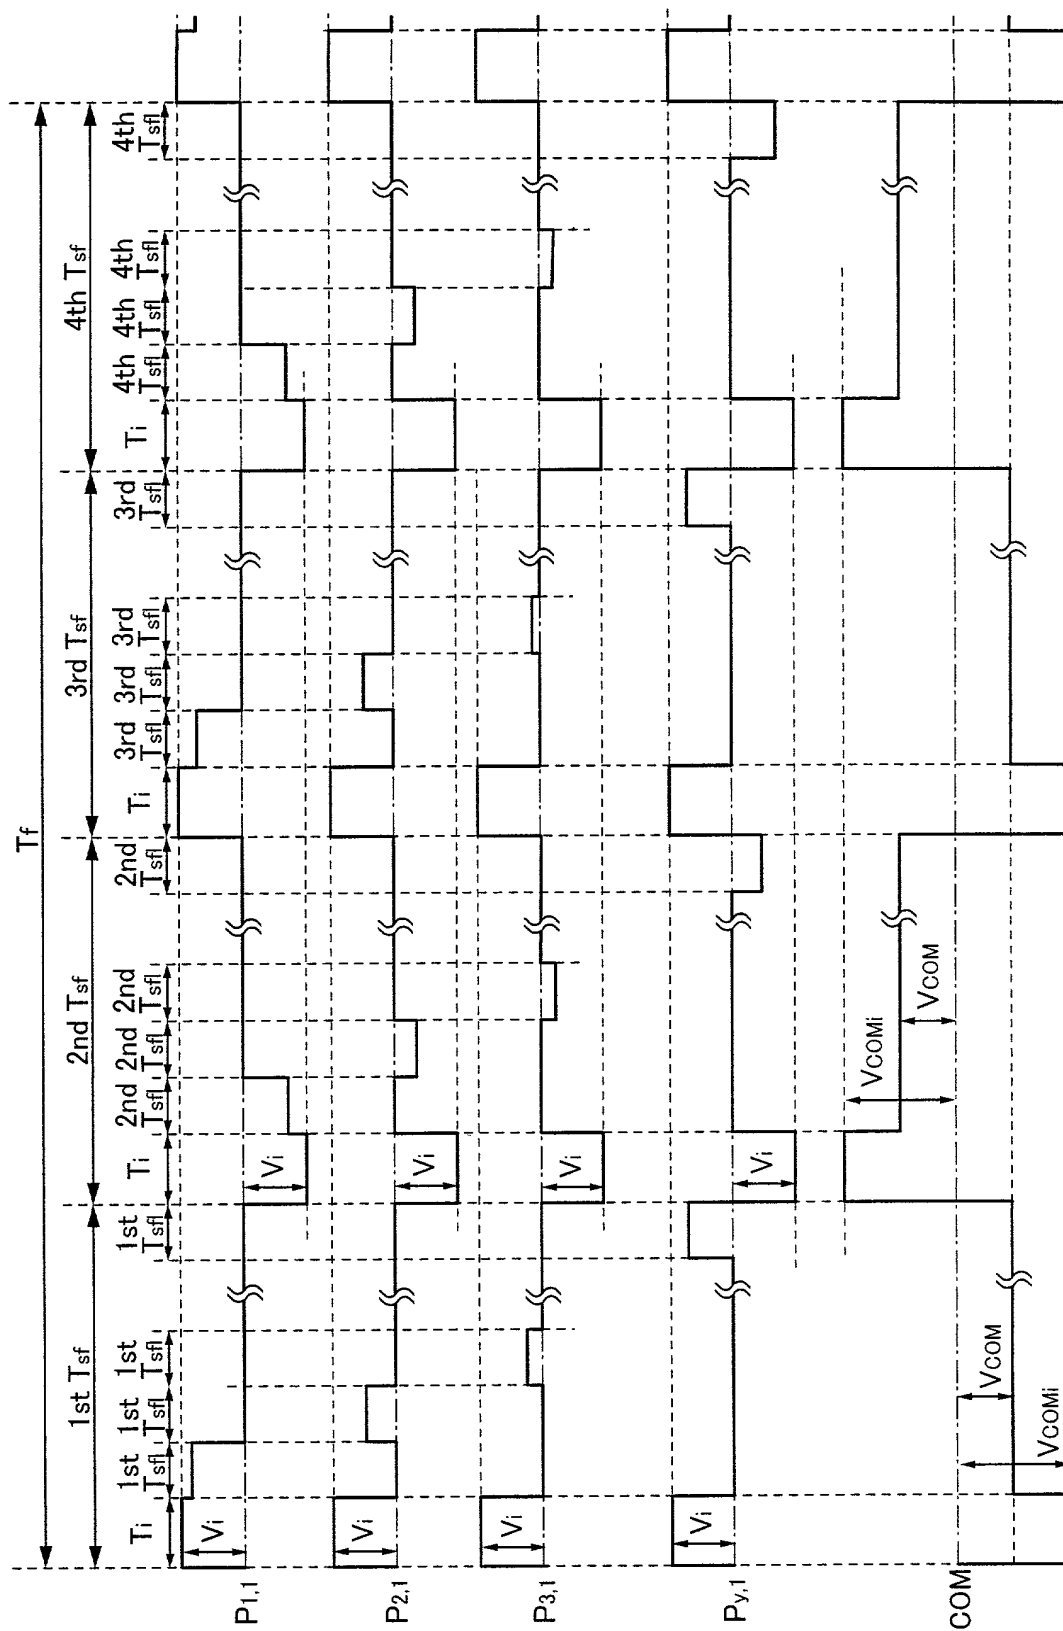 Tf
1st Tsf
2nd Tsf
3rd Tsf
4th Tsf
Ti
1st Tsfl
1st Tsfl
1st Tsfl
1st Tsfl
Ti
2nd Tsfl
2nd Tsfl
2nd Tsfl
2nd Tsfl
Ti
3rd Tsfl
3rd Tsfl
3rd Tsfl
3rd Tsfl
Ti
4th Tsfl
4th Tsfl
4th Tsfl
4th Tsfl
P1,1
Vi
Vi
P2,1
Vi
Vi
P3,1
Vi
Vi
Py,1
Vi
Vi
COM
VCOMi
VCOM
VCOM
VCOMi